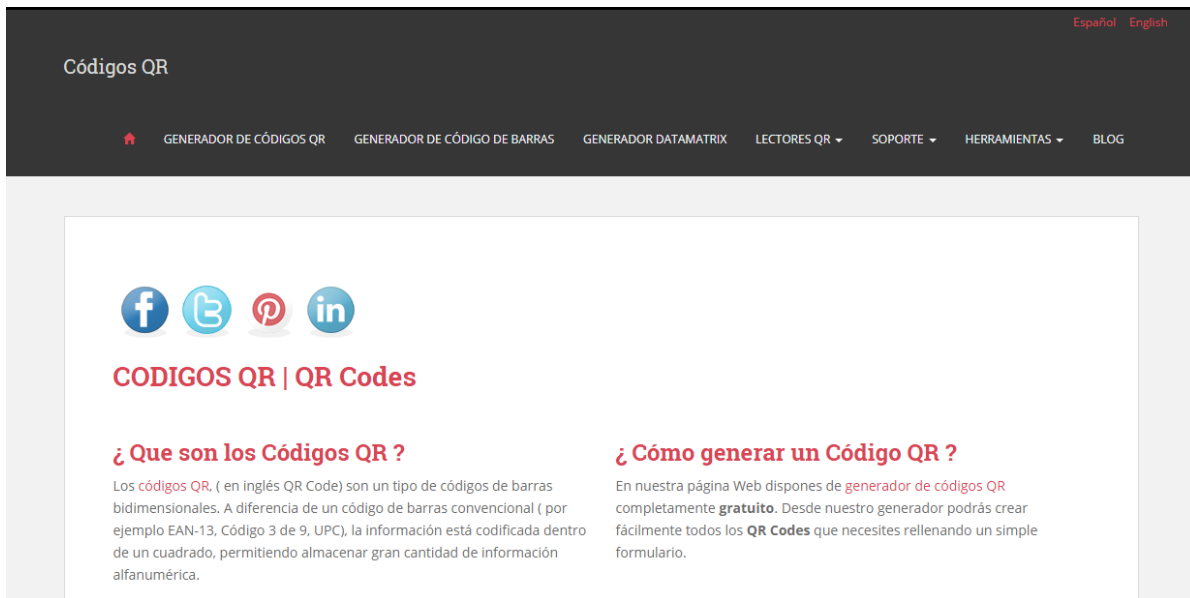 Español English
Códigos QR
GENERADOR DE CÓDIGOS QR GENERADOR DE CÓDIGO DE BARRAS GENERADOR DATAMATRIX LECTORES QR SOPORTE HERRAMIENTAS BLOG
CODIGOS QR | QR Codes
¿ Que son los Códigos QR ?
Los códigos QR, ( en inglés QR Code) son un tipo de códigos de barras
bidimensionales. A diferencia de un código de barras convencional ( por
ejemplo EAN-13, Código 3 de 9, UPC), la información está codificada dentro
de un cuadrado, permitiendo almacenar gran cantidad de información
alfanumérica.
¿ Cómo generar un Código QR ?
En nuestra página Web dispones de generador de códigos QR
completamente gratuito. Desde nuestro generador podrás crear
fácilmente todos los QR Codes que necesites rellenando un simple
formulario.